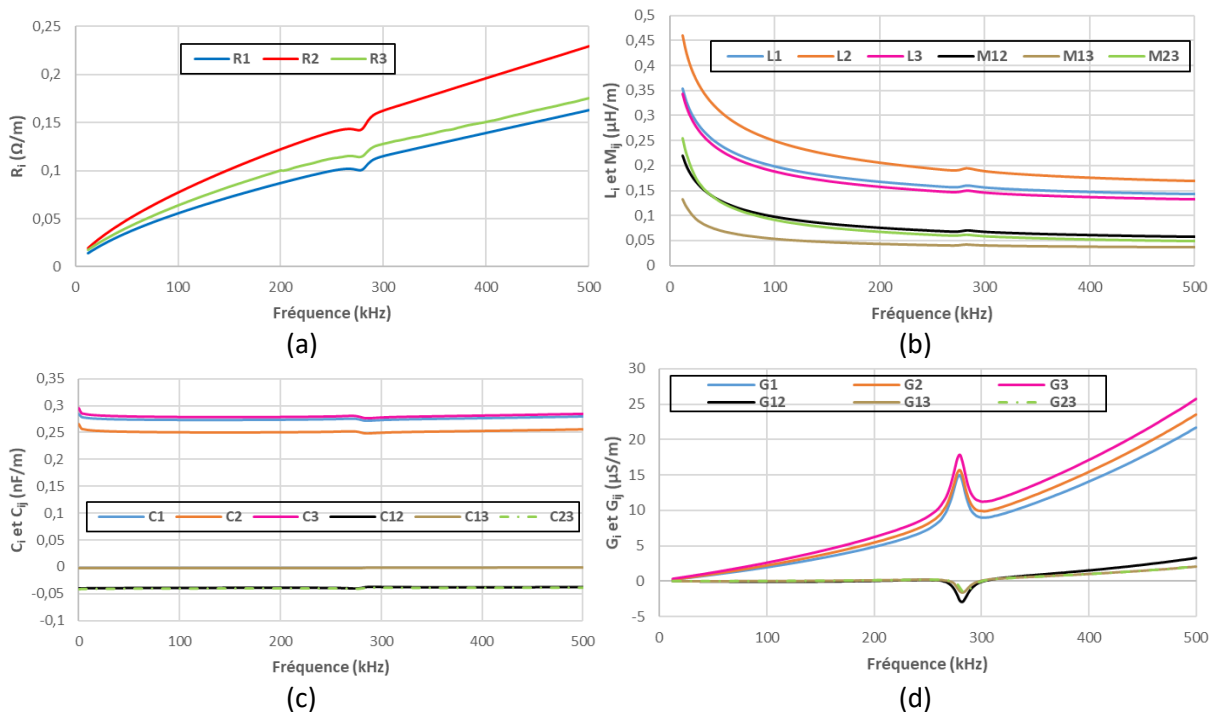 0,25
0,2
0,15
0,1
0,05
0
Rᵢ (Ω/m)
R1 R2 R3
0 100 200 300 400 500
Fréquence (kHz)
(a)
0,5
0,45
0,4
0,35
0,3
0,25
0,2
0,15
0,1
0,05
0
Lᵢ et Mᵢⱼ (µH/m)
L1 L2 L3 M12 M13 M23
0 100 200 300 400 500
Fréquence (kHz)
(b)
0,35
0,3
0,25
0,2
0,15
0,1
0,05
0
-0,05
-0,1
Cᵢ et Cᵢⱼ (nF/m)
C1 C2 C3 C12 C13 C23
0 100 200 300 400 500
Fréquence (kHz)
(c)
30
25
20
15
10
5
0
-5
Gᵢ et Gᵢⱼ (µS/m)
G1 G2 G3
G12 G13 G23
0 100 200 300 400 500
Fréquence (kHz)
(d)